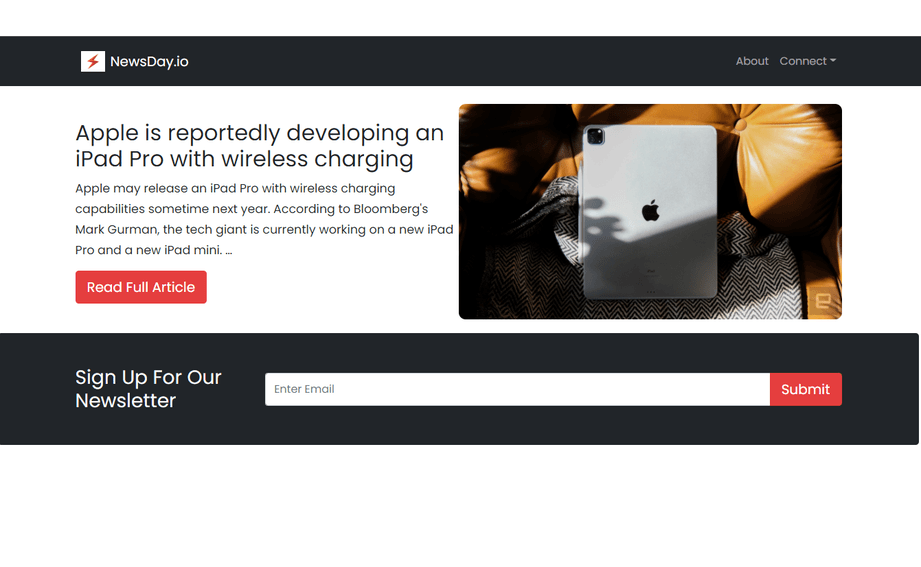 NewsDay.io
About Connect
Apple is reportedly developing an
iPad Pro with wireless charging
Apple may release an iPad Pro with wireless charging
capabilities sometime next year. According to Bloomberg's
Mark Gurman, the tech giant is currently working on a new iPad
Pro and a new iPad mini. ...
Read Full Article
Sign Up For Our
Newsletter
Enter Email
Submit